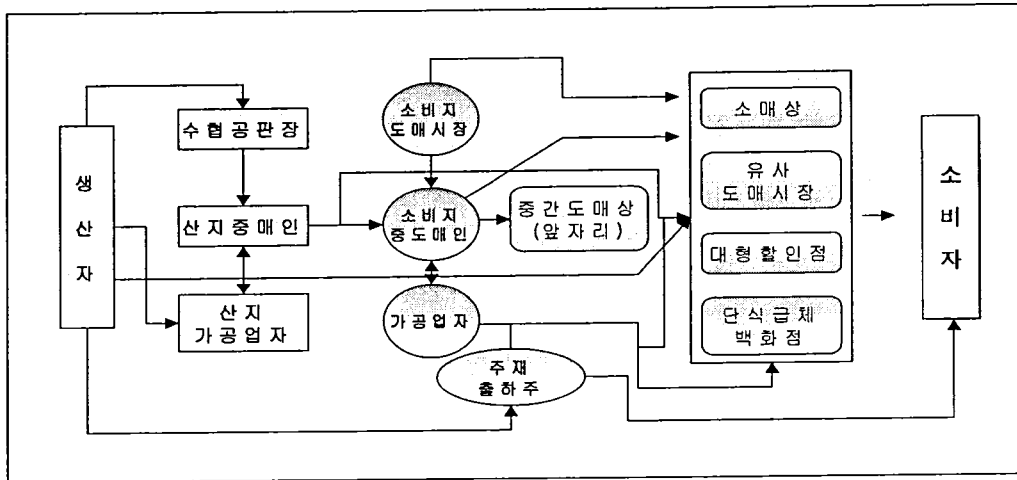 생산자
수협공판장
산지중매인
산지
가공업자
소비지
도매시장
소비지
중도매인
가공업자
주재
출하주
중간도매상
(앞자리)
소매상
유사
도매시장
대형할인점
단식급체
백화점
소비자